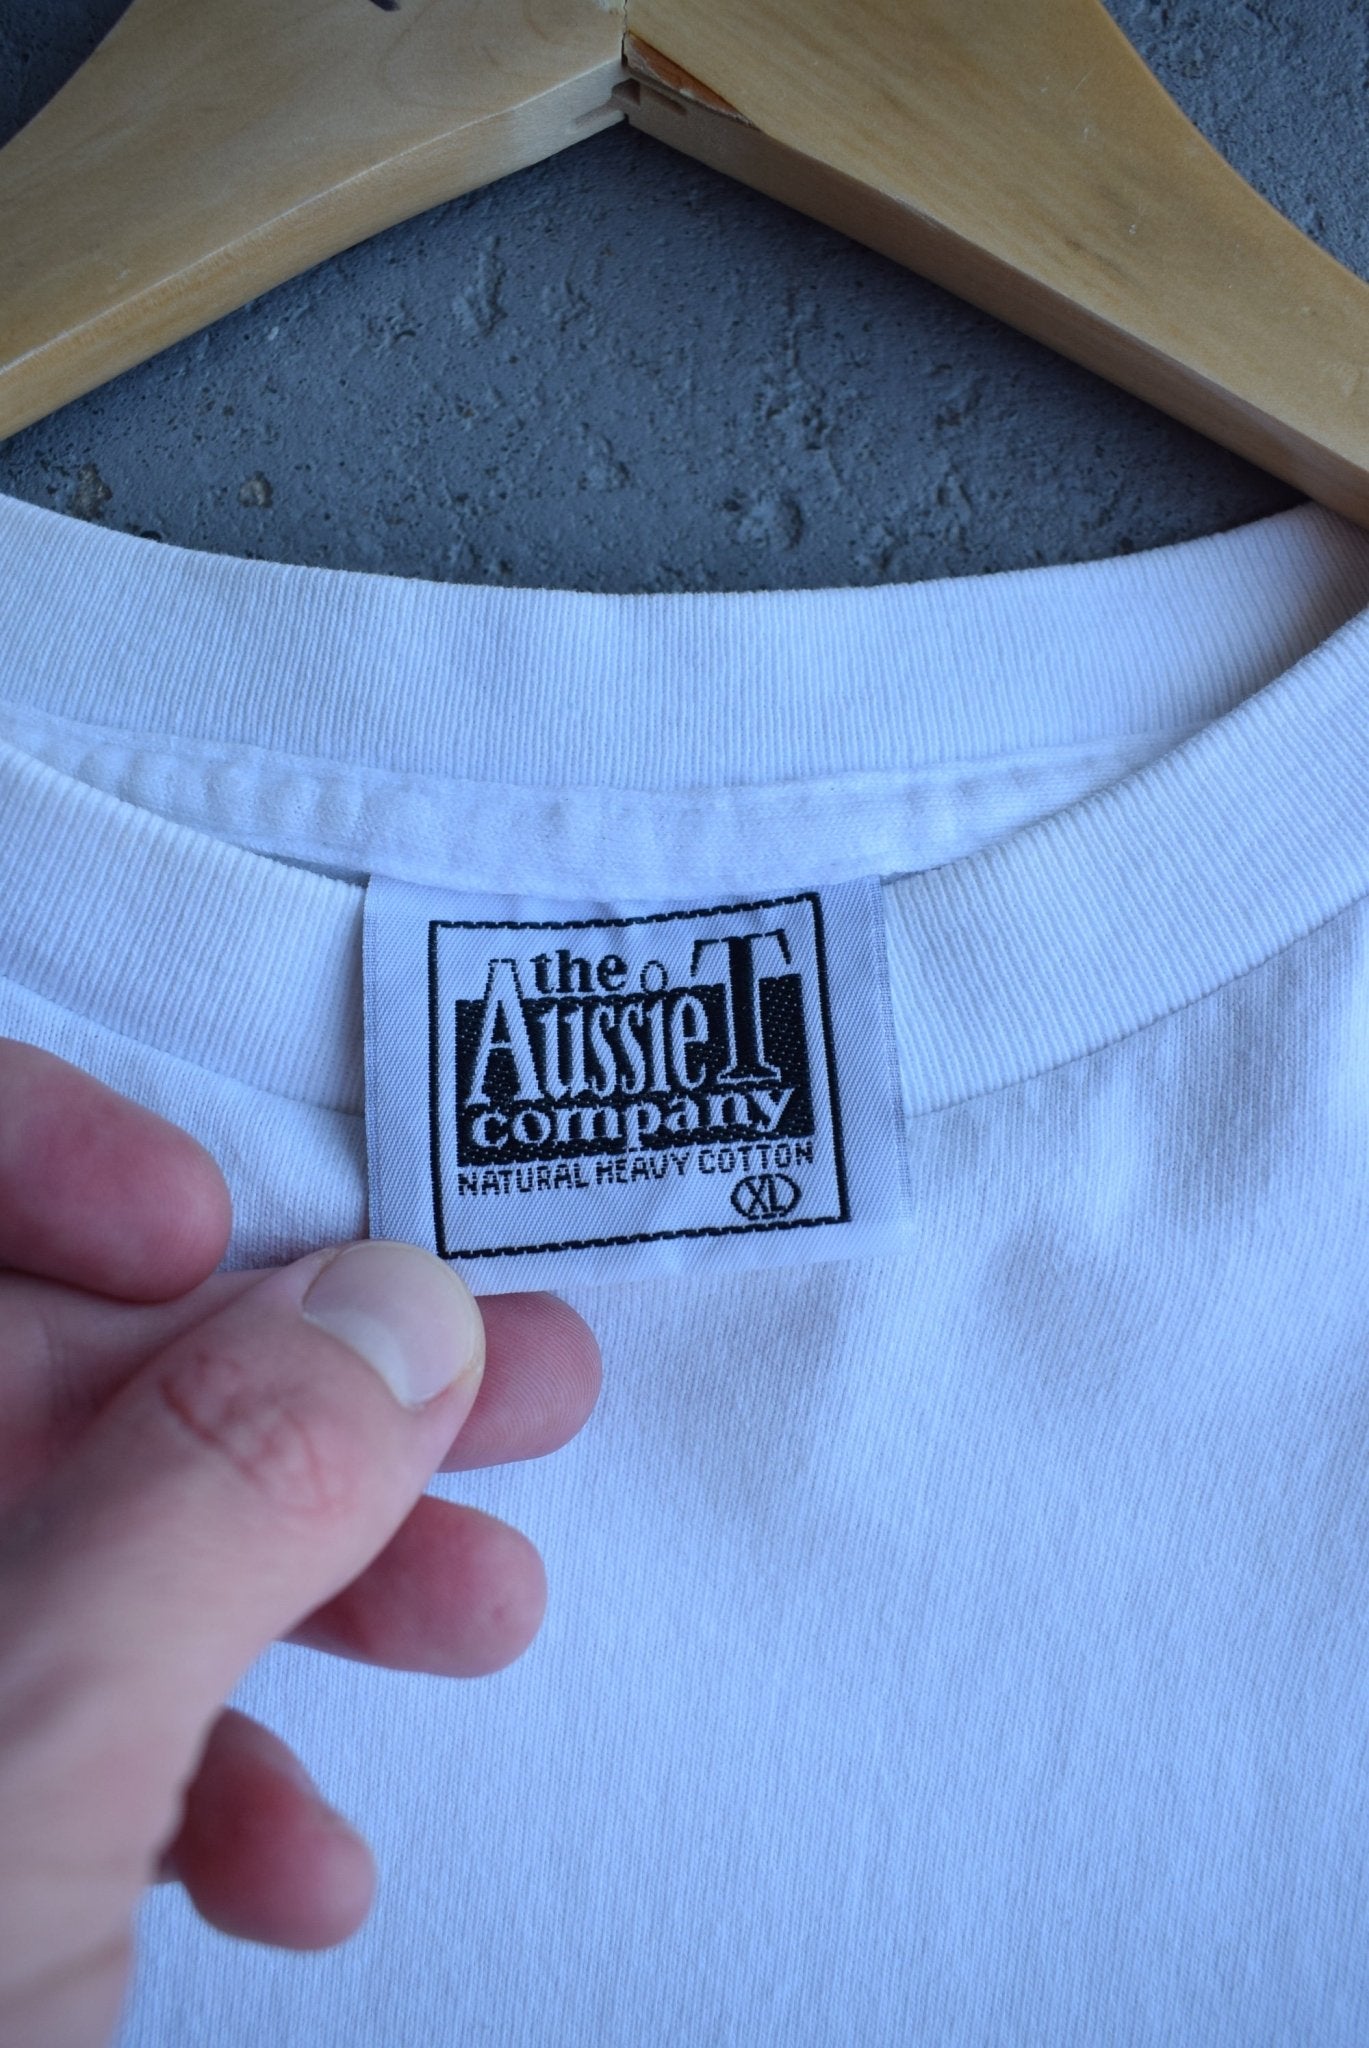 the
Aussie T
company
NATURAL HEAVY COTTON
XL